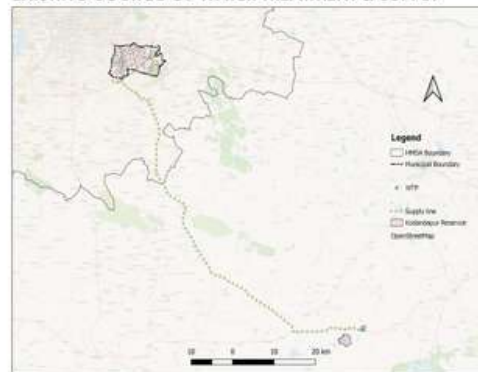 Legend
HMDA Boundary
Municipal Boundary
WTP
Supply line
Kodandapur Reservoir
OpenStreetMap
10 0 10 20 km